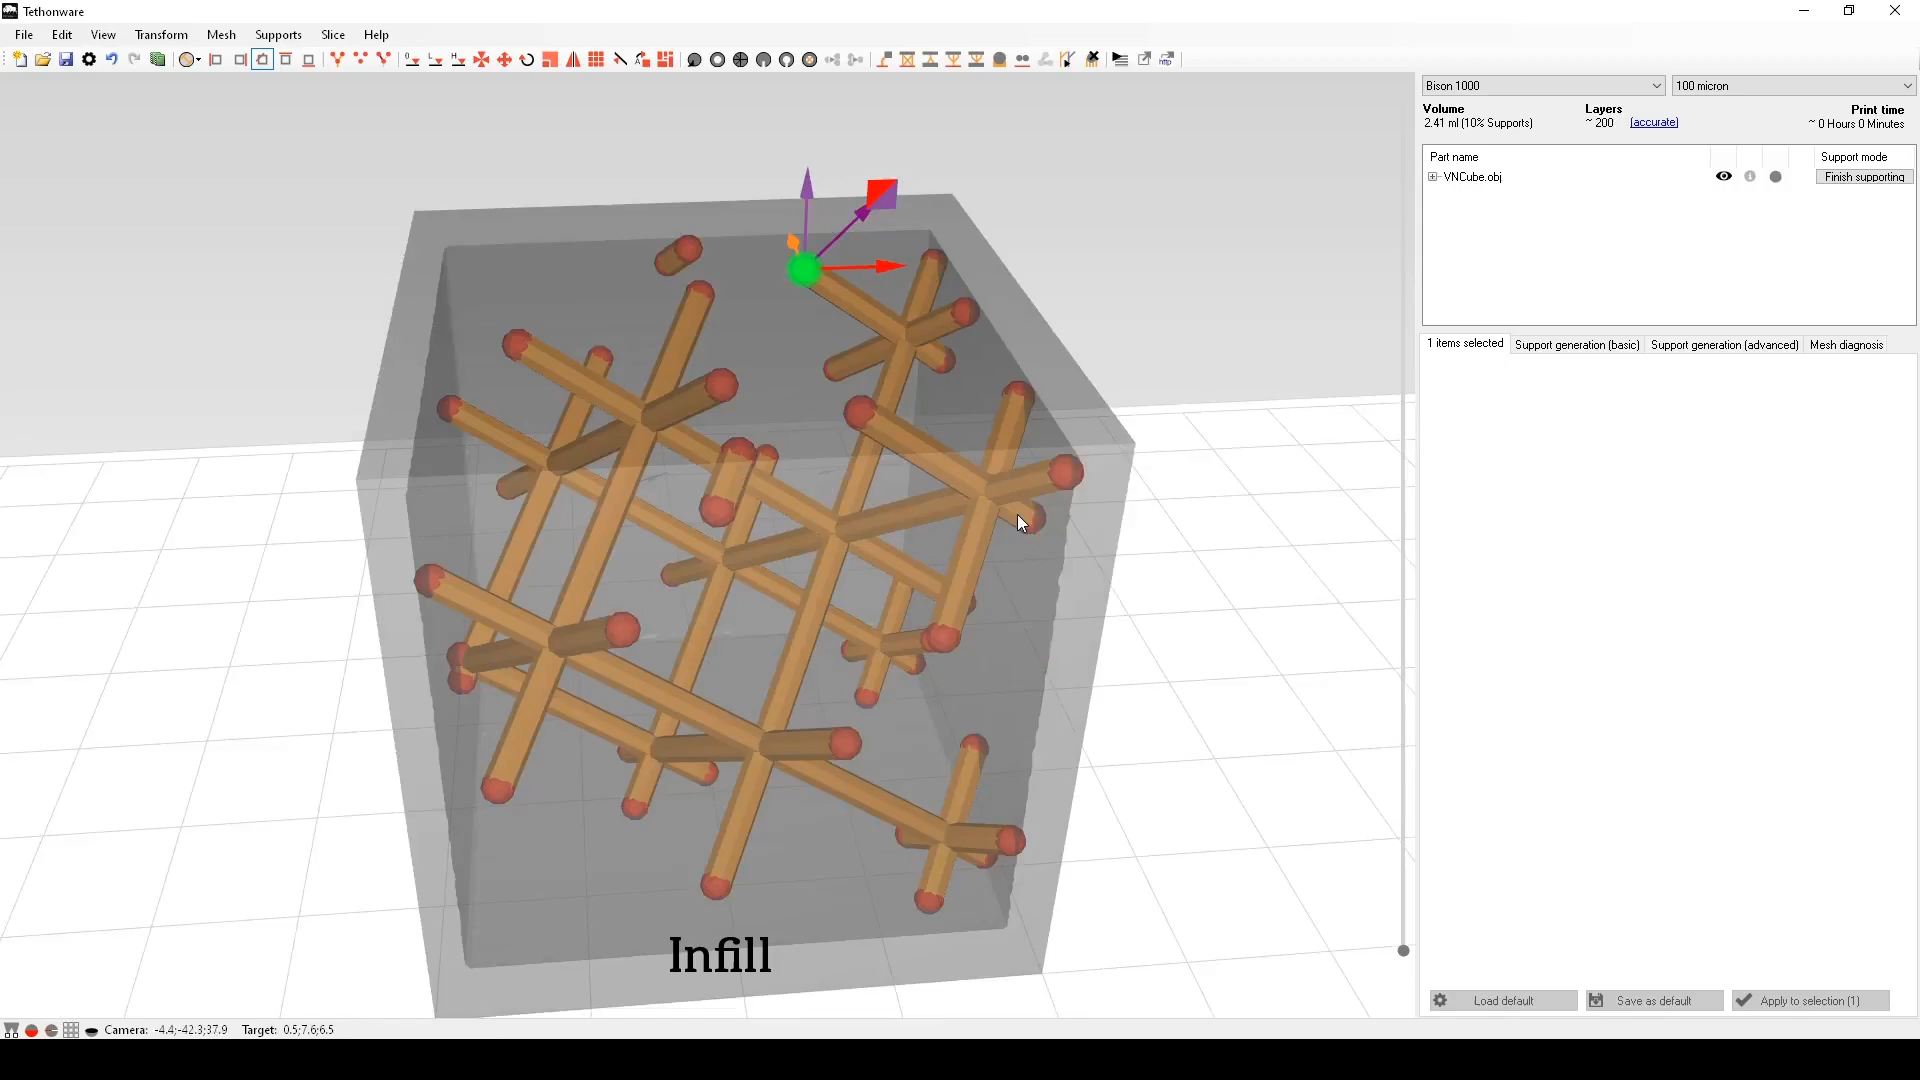 Tethonware
File Edit View Transform Mesh Supports Slice Help
Bison 1000
100 micron
Volume
Layers
Print time
2.41 ml (10% Supports)
~ 200
(accurate)
~ 0 Hours 0 Minutes
Part name
Support mode
VNCube.obj
Finish supporting
1 items selected
Support generation (basic)
Support generation (advanced)
Mesh diagnosis
Infill
Load default
Save as default
Apply to selection (1)
Camera: -4.4;-42.3;37.9 Target: 0.5;7.6;6.5